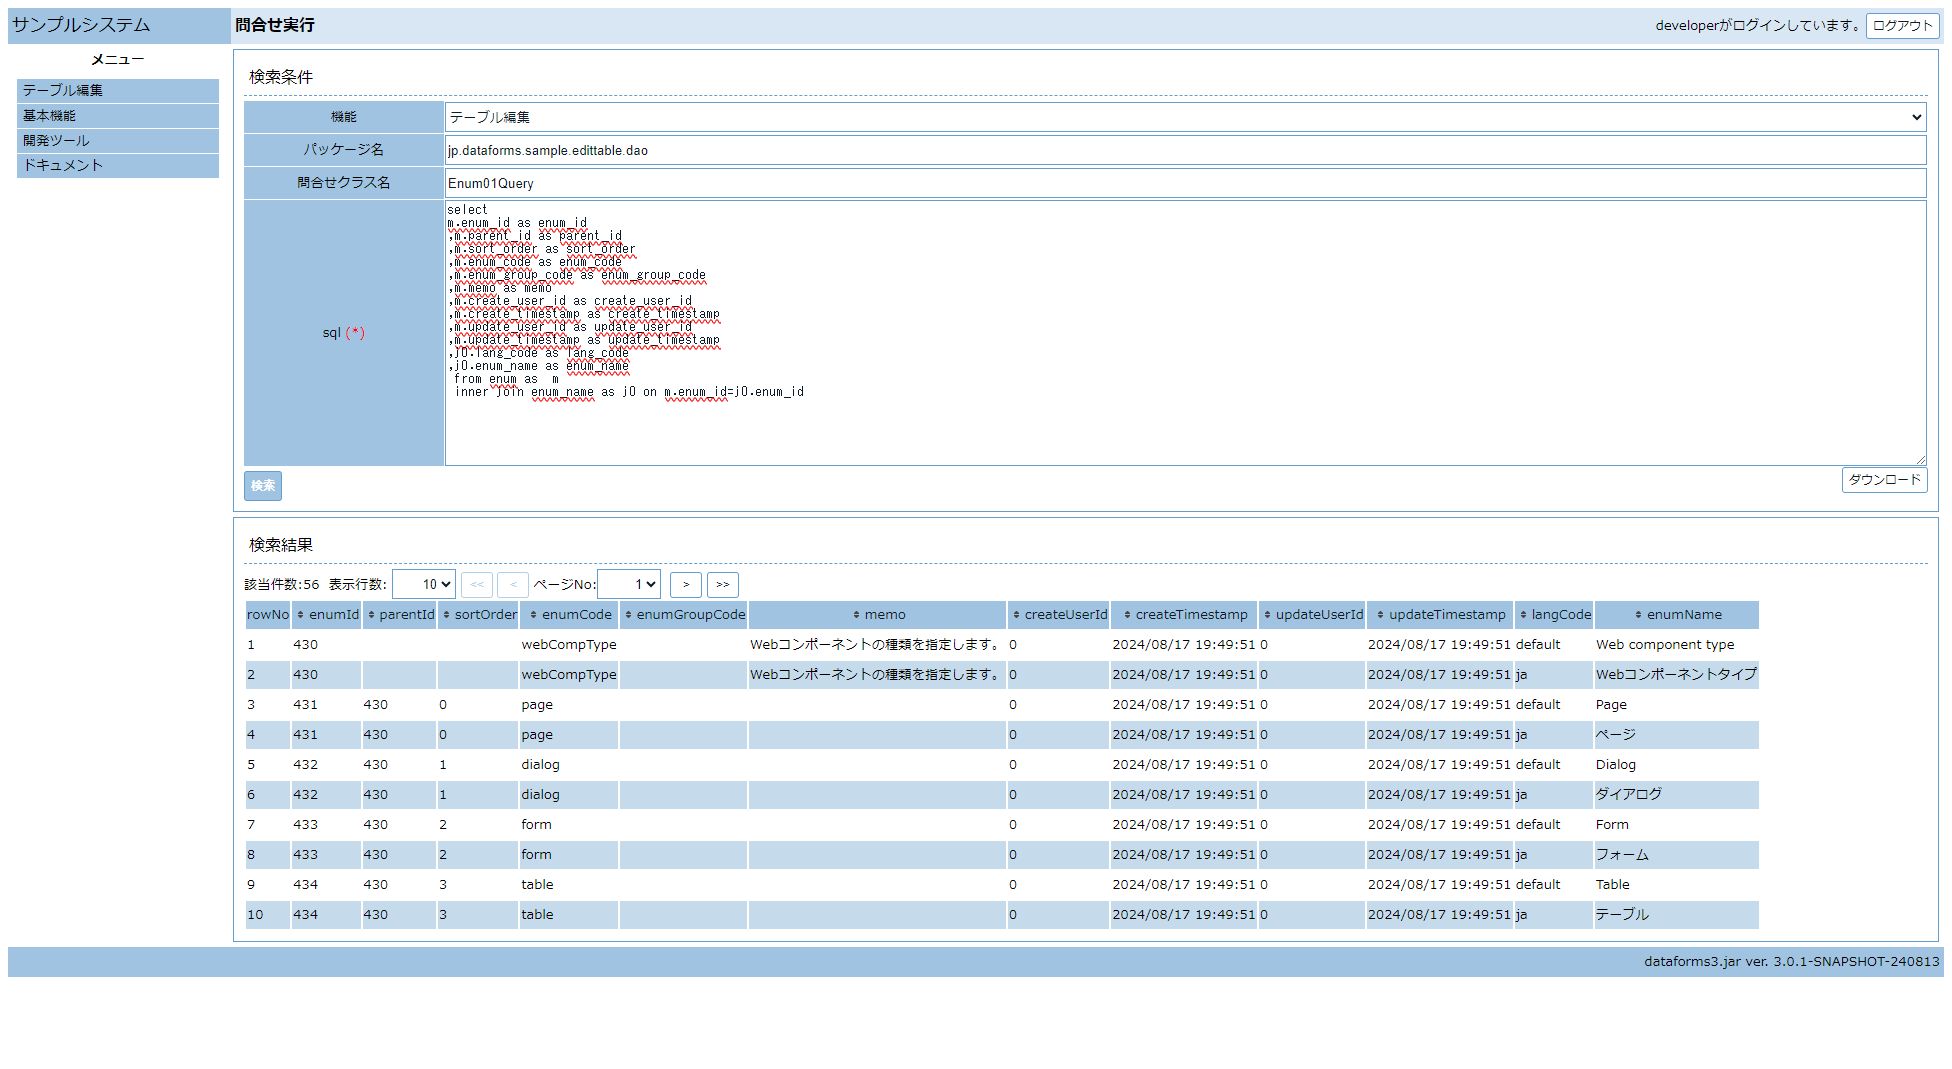 サンプルシステム
問合せ実行
developerがログインしています。 ログアウト
メニュー
テーブル編集
基本機能
開発ツール
ドキュメント
検索条件
機能 テーブル編集
パッケージ名 jp.dataforms.sample.edittable.dao
問合せクラス名 Enum01Query
sql (*)
select
m.enum_id as enum_id
,m.parent_id as parent_id
,m.sort_order as sort_order
,m.enum_code as enum_code
,m.enum_group_code as enum_group_code
,m.memo as memo
,m.create_user_id as create_user_id
,m.create_timestamp as create_timestamp
,m.update_user_id as update_user_id
,m.update_timestamp as update_timestamp
,j0.lang_code as lang_code
,j0.enum_name as enum_name
from enum as  m
inner join enum_name as j0 on m.enum_id=j0.enum_id
検索 ダウンロード
検索結果
該当件数:56 表示行数: 10 << < ページNo: 1 > >>
rowNo enumId parentId sortOrder enumCode enumGroupCode memo createUserId createTimestamp updateUserId updateTimestamp langCode enumName
1 430 webCompType Webコンポーネントの種類を指定します。 0 2024/08/17 19:49:51 0 2024/08/17 19:49:51 default Web component type
2 430 webCompType Webコンポーネントの種類を指定します。 0 2024/08/17 19:49:51 0 2024/08/17 19:49:51 ja Webコンポーネントタイプ
3 431 430 0 page 0 2024/08/17 19:49:51 0 2024/08/17 19:49:51 default Page
4 431 430 0 page 0 2024/08/17 19:49:51 0 2024/08/17 19:49:51 ja ページ
5 432 430 1 dialog 0 2024/08/17 19:49:51 0 2024/08/17 19:49:51 default Dialog
6 432 430 1 dialog 0 2024/08/17 19:49:51 0 2024/08/17 19:49:51 ja ダイアログ
7 433 430 2 form 0 2024/08/17 19:49:51 0 2024/08/17 19:49:51 default Form
8 433 430 2 form 0 2024/08/17 19:49:51 0 2024/08/17 19:49:51 ja フォーム
9 434 430 3 table 0 2024/08/17 19:49:51 0 2024/08/17 19:49:51 default Table
10 434 430 3 table 0 2024/08/17 19:49:51 0 2024/08/17 19:49:51 ja テーブル
dataforms3.jar ver. 3.0.1-SNAPSHOT-240813